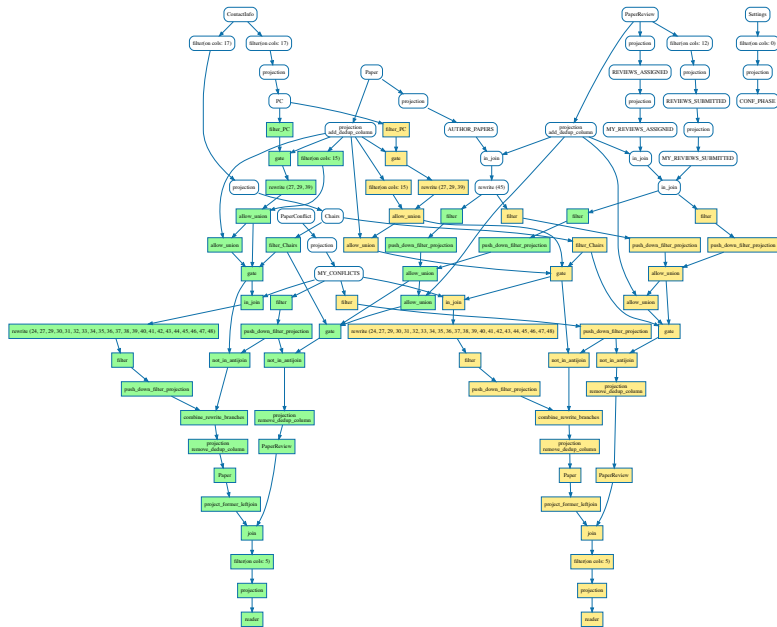 ContactInfo
PaperReview
Settings
filter(on cols: 17)
filter(on cols: 17)
projection
filter(on cols: 12)
filter(on cols: 0)
projection
Paper
REVIEWS_ASSIGNED
projection
projection
PC
projection
projection
REVIEWS_SUBMITTED
CONF_PHASE
filter_PC
filter_PC
projection
add_dedup_column
AUTHOR_PAPERS
projection
add_dedup_column
MY_REVIEWS_ASSIGNED
projection
gate
filter(on cols: 15)
gate
in_join
in_join
MY_REVIEWS_SUBMITTED
projection
rewrite (27, 29, 39)
filter(on cols: 15)
rewrite (27, 29, 39)
rewrite (45)
in_join
allow_union
PaperConflict
Chairs
allow_union
filter
filter
filter
filter
allow_union
filter_Chairs
projection
allow_union
push_down_filter_projection
push_down_filter_projection
filter_Chairs
push_down_filter_projection
push_down_filter_projection
gate
MY_CONFLICTS
allow_union
gate
allow_union
in_join
filter
filter
allow_union
in_join
allow_union
rewrite (24, 27, 29, 30, 31, 32, 33, 34, 35, 36, 37, 38, 39, 40, 41, 42, 43, 44, 45, 46, 47, 48)
push_down_filter_projection
gate
rewrite (24, 27, 29, 30, 31, 32, 33, 34, 35, 36, 37, 38, 39, 40, 41, 42, 43, 44, 45, 46, 47, 48)
push_down_filter_projection
gate
filter
not_in_antijoin
not_in_antijoin
filter
not_in_antijoin
not_in_antijoin
push_down_filter_projection
push_down_filter_projection
projection
remove_dedup_column
combine_rewrite_branches
projection
remove_dedup_column
combine_rewrite_branches
projection
remove_dedup_column
PaperReview
projection
remove_dedup_column
Paper
Paper
PaperReview
project_former_leftjoin
project_former_leftjoin
join
join
filter(on cols: 5)
filter(on cols: 5)
projection
projection
reader
reader